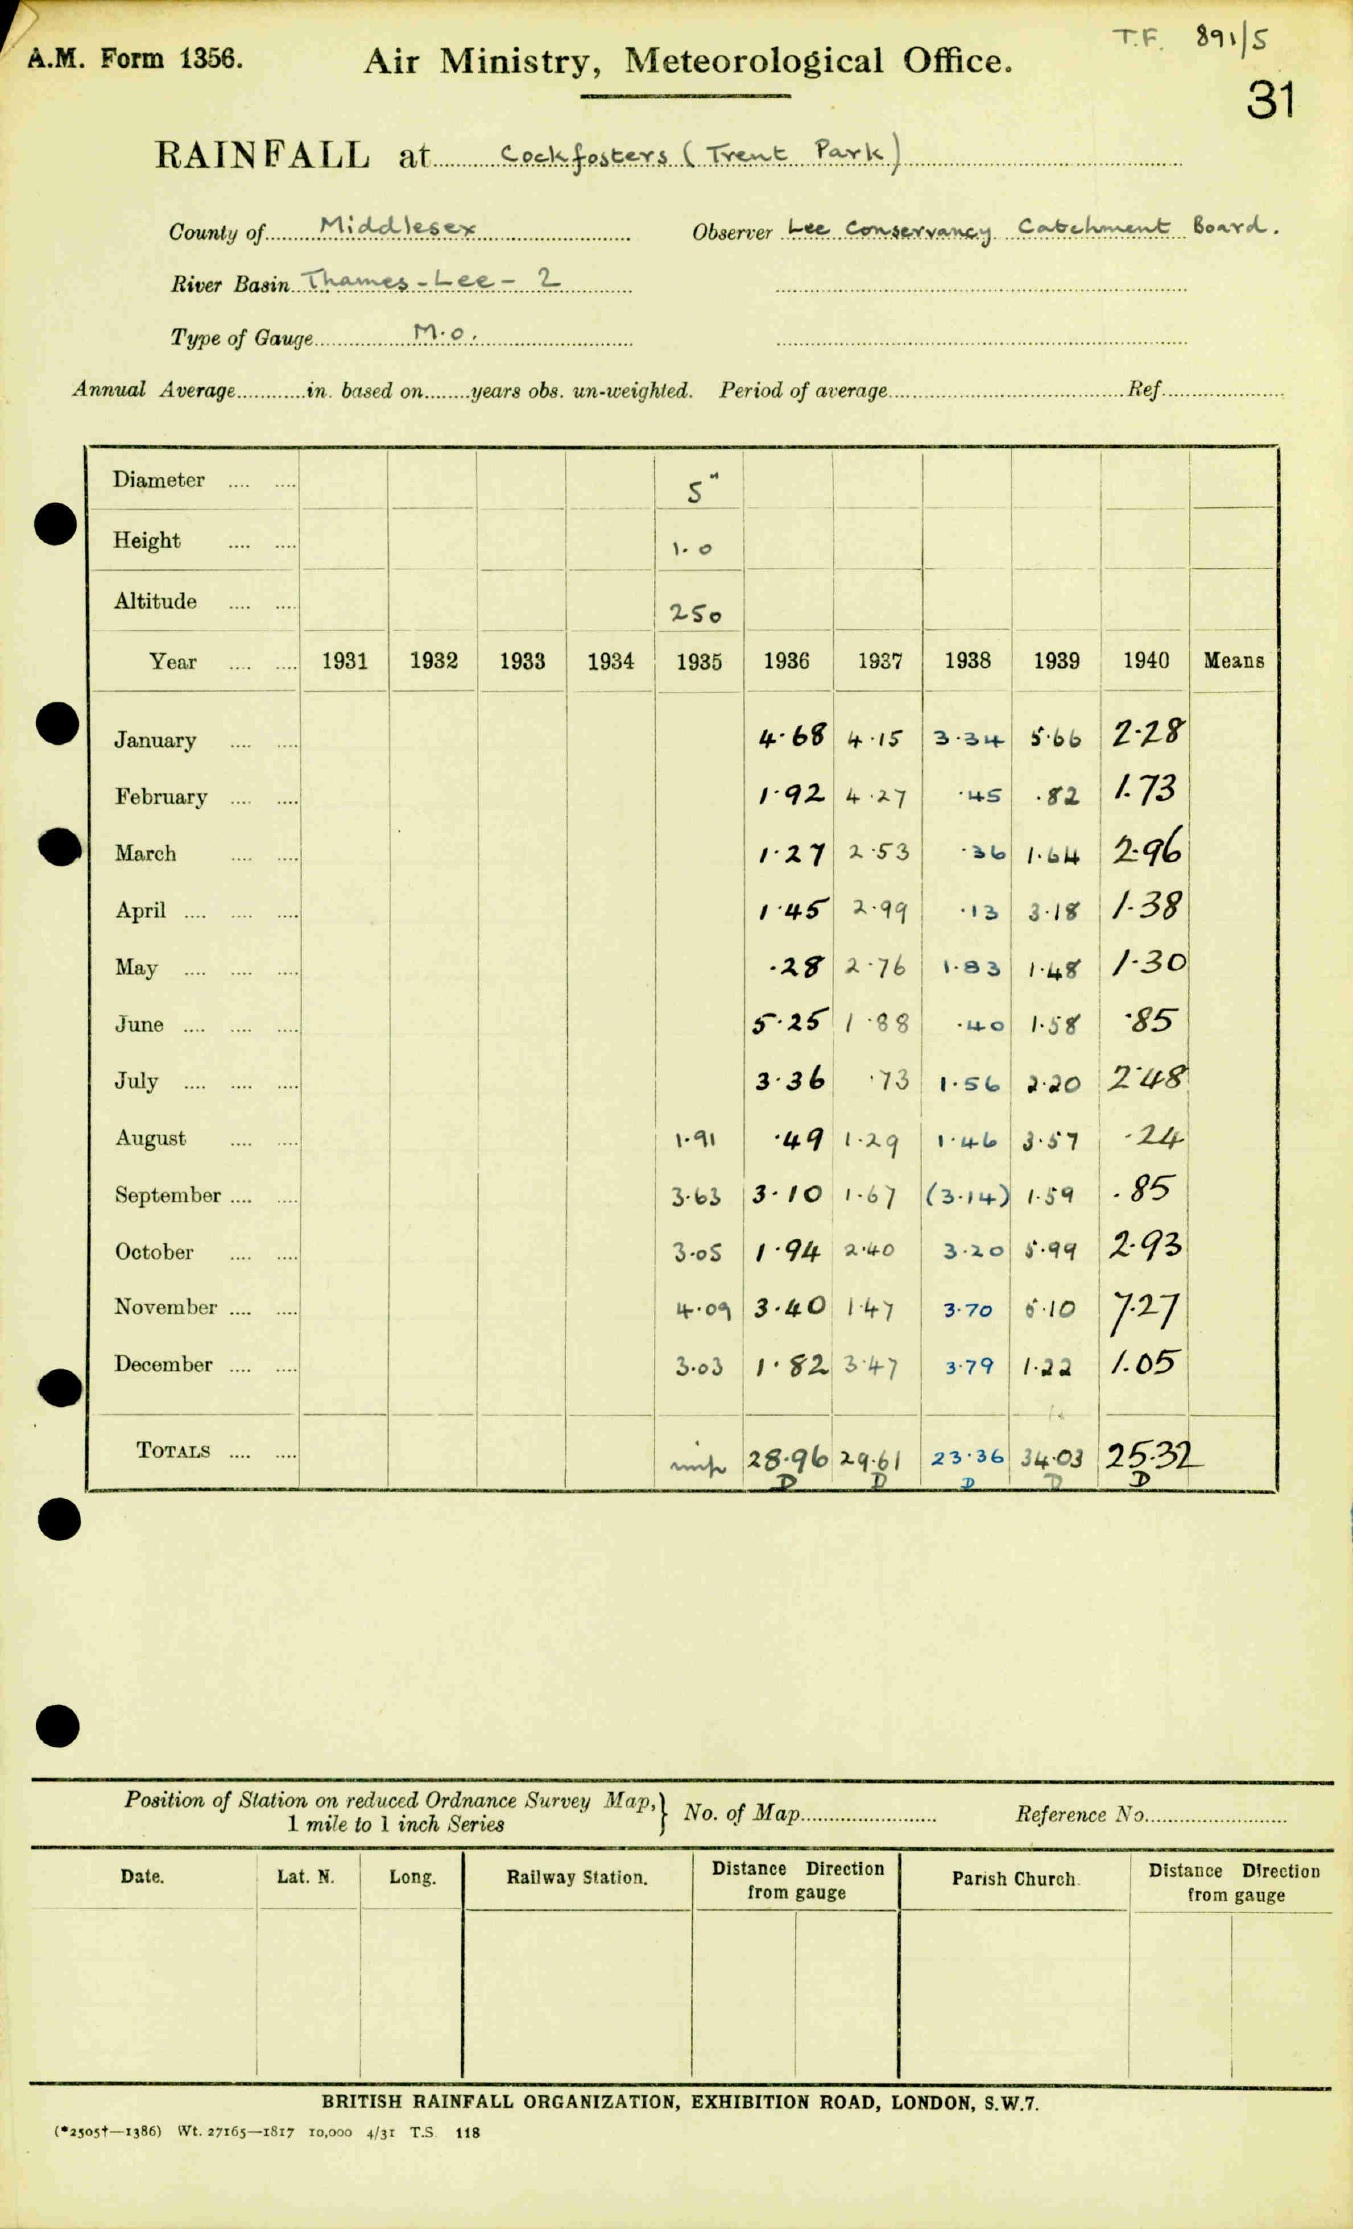 T.F. 891/5
A.M. Form 1356. Air Ministry, Meteorological Office.
31
RAINFALL at Cockfosters (Trent Park)
County of Middlesex Observer Lee Conservancy Catchment Board.
River Basin Thames-Lee-2
Type of Gauge M.O.
Annual Average in. based on years obs. un-weighted. Period of average Ref.
Diameter 5"
Height 1.0
Altitude 250
Year 1931 1932 1933 1934 1935 1936 1937 1938 1939 1940 Means
January 4.68 4.15 3.34 5.66 2.28
February 1.92 4.27 .45 .82 1.73
March 1.27 2.53 .36 1.64 2.96
April 1.45 2.99 .13 3.18 1.38
May .28 2.76 1.83 1.48 1.30
June 5.25 1.88 .40 1.58 .85
July 3.36 .73 1.56 2.20 2.48
August 1.91 .49 1.29 1.46 3.57 .24
September 3.63 3.10 1.67 (3.14) 1.59 .85
October 3.05 1.94 2.40 3.20 5.99 2.93
November 4.09 3.40 1.47 3.70 5.10 7.27
December 3.03 1.82 3.47 3.79 1.22 1.05
TOTALS 28.96 29.61 23.36 34.03 25.32
D D D D D
Position of Station on reduced Ordnance Survey Map, } No. of Map Reference No.
1 mile to 1 inch Series
Date. Lat. N. Long. Railway Station. Distance Direction from gauge Parish Church. Distance Direction from gauge
BRITISH RAINFALL ORGANIZATION, EXHIBITION ROAD, LONDON, S.W.7.
(*2505†—1386) Wt. 27165—1817 10,000 4/31 T.S. 118